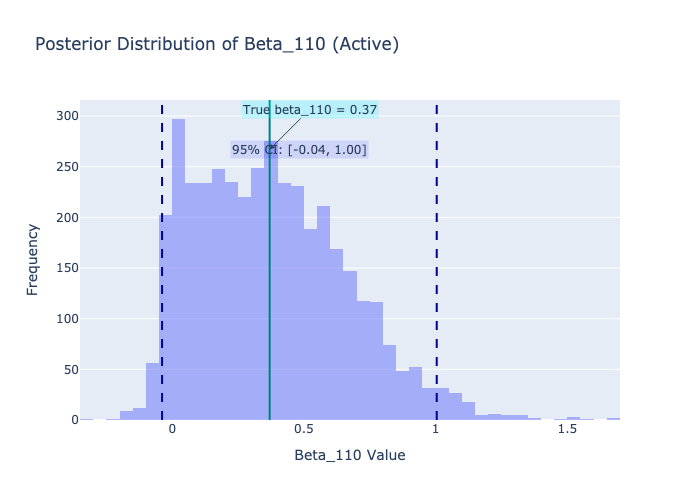 Posterior Distribution of Beta_110 (Active)
True beta_110 = 0.37
95% CI: [-0.04, 1.00]
300
250
200
150
100
50
0
Frequency
0
0.5
1
1.5
Beta_110 Value